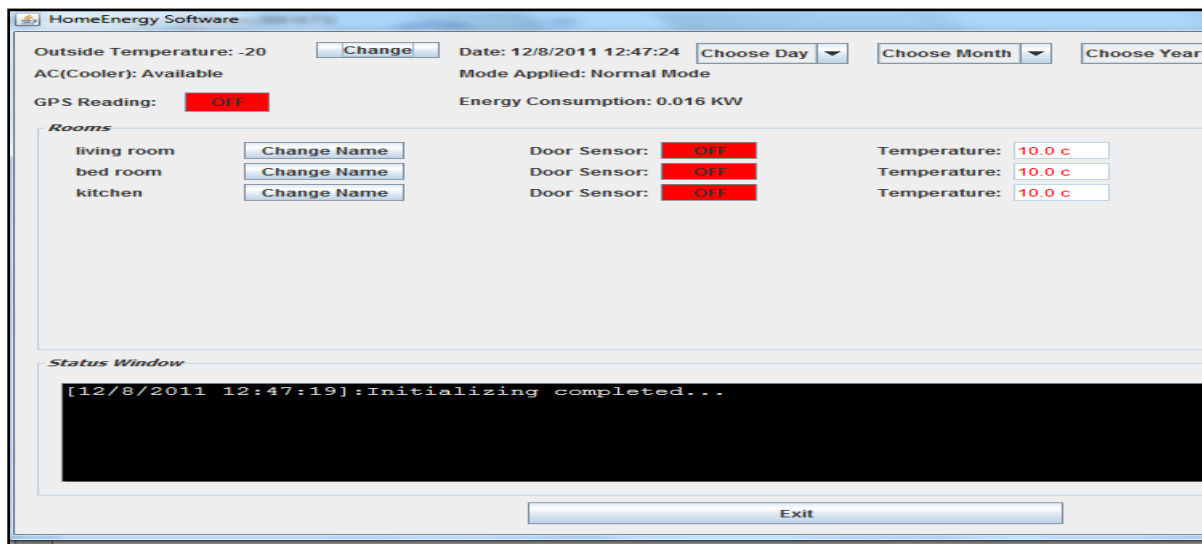 HomeEnergy Software
Outside Temperature: -20 Change Date: 12/8/2011 12:47:24 Choose Day Choose Month Choose Year
AC(Cooler): Available Mode Applied: Normal Mode
GPS Reading: OFF Energy Consumption: 0.016 KW
Rooms
living room Change Name Door Sensor: OFF Temperature: 10.0 c
bed room Change Name Door Sensor: OFF Temperature: 10.0 c
kitchen Change Name Door Sensor: OFF Temperature: 10.0 c
Status Window
[12/8/2011 12:47:19]:Initializing completed...
Exit